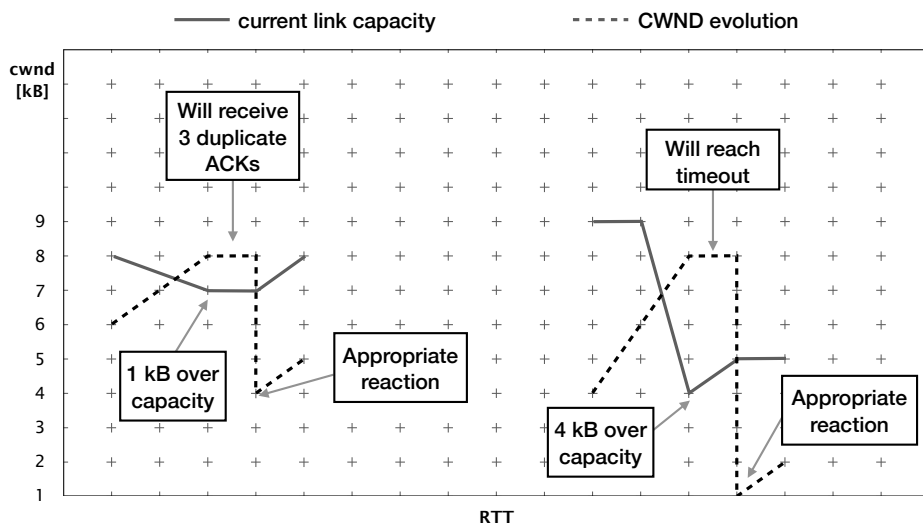 current link capacity
CWND evolution
cwnd
[kB]
Will receive
3 duplicate
ACKs
Will reach
timeout
9
8
7
6
5
4
3
2
1
1 kB over
capacity
Appropriate
reaction
4 kB over
capacity
Appropriate
reaction
RTT